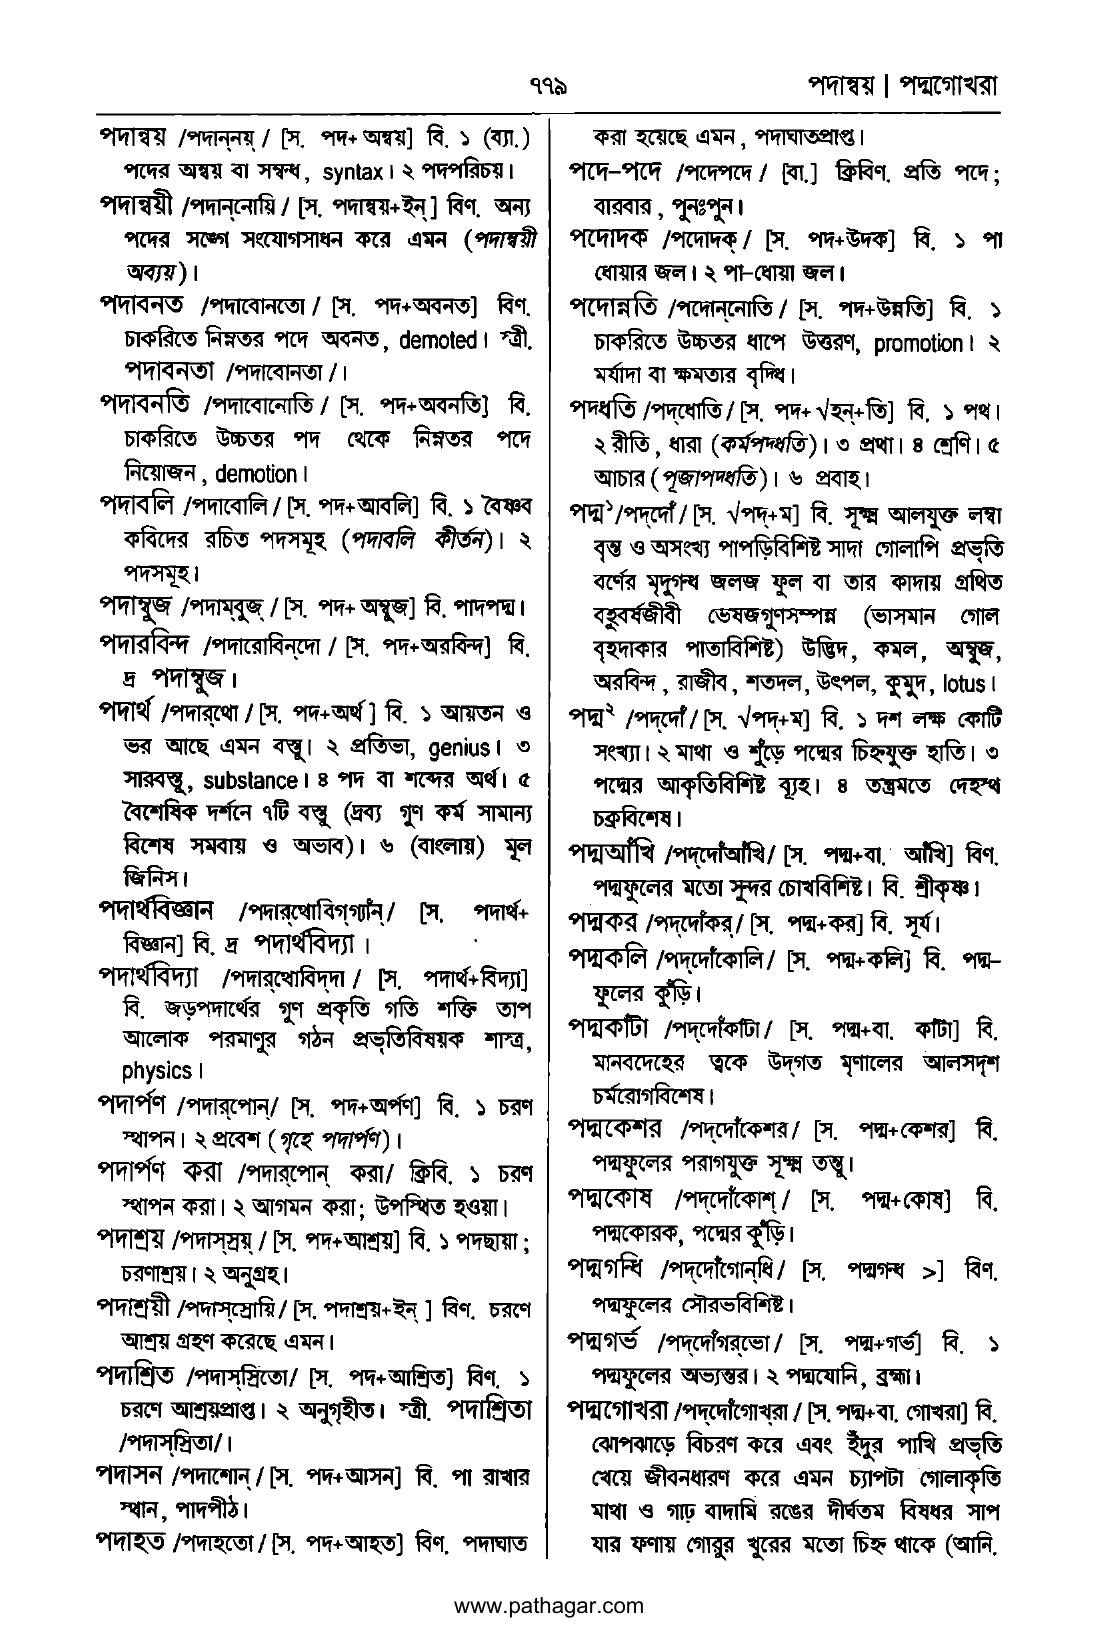 ৭৭৯
পদান্বয় | পদ্মগোখরা
পদান্বয় /পদান্‌নয়্‌ / [স. পদ+ অন্বয়] বি. ১ (ব্যা.)
পদের অন্বয় বা সম্বন্ধ, syntax। ২ পদপরিচয়।
পদান্বয়ী /পদান্‌নোয়ি / [স. পদান্বয়+ইন্‌ ] বিণ. অন্য
পদের সঙ্গে সংযোগসাধন করে এমন (পদান্বয়ী
অব্যয়)।
পদাবনত /পদাবোনতো / [স. পদ+অবনত] বিণ.
চাকরিতে নিম্নতর পদে অবনত, demoted। স্ত্রী.
পদাবনতা /পদাবোনতা /।
পদাবনতি /পদাবোনোতি / [স. পদ+অবনতি] বি.
চাকরিতে উচ্চতর পদ থেকে নিম্নতর পদে
নিয়োজন, demotion।
পদাবলি /পদাবোলি / [স. পদ+আবলি] বি. ১ বৈষ্ণব
কবিদের রচিত পদসমূহ (পদাবলি কীর্তন)। ২
পদসমূহ।
পদাম্বুজ /পদাম্‌বুজ্‌ / [স. পদ+ অম্বুজ] বি. পাদপদ্ম।
পদারবিন্দ /পদারোবিন্‌দো / [স. পদ+অরবিন্দ] বি.
দ্র পদাম্বুজ।
পদার্থ /পদার্‌থো / [স. পদ+অর্থ ] বি. ১ আয়তন ও
ভর আছে এমন বস্তু। ২ প্রতিভা, genius। ৩
সারবস্তু, substance। ৪ পদ বা শব্দের অর্থ। ৫
বৈশেষিক দর্শনে ৭টি বস্তু (দ্রব্য গুণ কর্ম সামান্য
বিশেষ সমবায় ও অভাব)। ৬ (বাংলায়) মূল
জিনিস।
পদার্থবিজ্ঞান /পদার্‌থোবিগ্‌গ্যাঁন্‌ / [স. পদার্থ+
বিজ্ঞান] বি. দ্র পদার্থবিদ্যা ।
পদার্থবিদ্যা /পদার্‌থোবিদ্‌দা / [স. পদার্থ+বিদ্যা]
বি. জড়পদার্থের গুণ প্রকৃতি গতি শক্তি তাপ
আলোক পরমাণুর গঠন প্রভৃতিবিষয়ক শাস্ত্র,
physics।
পদার্পণ /পদার্‌পোন্‌/ [স. পদ+অর্পণ] বি. ১ চরণ
স্থাপন। ২ প্রবেশ (গৃহে পদার্পণ)।
পদার্পণ করা /পদার্‌পোন্‌ করা/ ক্রিবি. ১ চরণ
স্থাপন করা। ২ আগমন করা; উপস্থিত হওয়া।
পদাশ্রয় /পদাস্‌স্রয়্‌ / [স. পদ+আশ্রয়] বি. ১ পদছায়া;
চরণাশ্রয়। ২ অনুগ্রহ।
পদাশ্রয়ী /পদাস্‌স্রোয়ি/ [স. পদাশ্রয়+ইন্‌ ] বিণ. চরণে
আশ্রয় গ্রহণ করেছে এমন।
পদাশ্রিত /পদাস্‌স্রিতো/ [স. পদ+আশ্রিত] বিণ. ১
চরণে আশ্রয়প্রাপ্ত। ২ অনুগৃহীত। স্ত্রী. পদাশ্রিতা
/পদাস্‌স্রিতা/।
পদাসন /পদাশোন্‌ / [স. পদ+আসন] বি. পা রাখার
স্থান, পাদপীঠ।
পদাহত /পদাহতো / [স. পদ+আহত] বিণ. পদাঘাত
করা হয়েছে এমন, পদাঘাতপ্রাপ্ত।
পদে-পদে /পদেপদে / [বা.] ক্রিবিণ. প্রতি পদে;
বারবার, পুনঃপুন।
পদোদক /পদোদক্‌ / [স. পদ+উদক] বি. ১ পা
ধোয়ার জল। ২ পা-ধোয়া জল।
পদোন্নতি /পদোন্‌নোতি / [স. পদ+উন্নতি] বি. ১
চাকরিতে উচ্চতর ধাপে উত্তরণ, promotion। ২
মর্যাদা বা ক্ষমতার বৃদ্ধি।
পদ্ধতি /পদ্‌ধোতি / [স. পদ+ √হন্‌+তি] বি. ১ পথ।
২ রীতি, ধারা (কর্মপদ্ধতি)। ৩ প্রথা। ৪ শ্রেণি। ৫
আচার (পূজাপদ্ধতি)। ৬ প্রবাহ।
পদ্ম১/পদ্‌দোঁ / [স. √পদ্‌+ম] বি. সূক্ষ্ম আলযুক্ত লম্বা
বৃন্ত ও অসংখ্য পাপড়িবিশিষ্ট সাদা গোলাপি প্রভৃতি
বর্ণের মৃদুগন্ধ জলজ ফুল বা তার কাদায় গ্রথিত
বহুবর্ষজীবী ভেষজগুণসম্পন্ন (ভাসমান গোল
বৃহদাকার পাতাবিশিষ্ট) উদ্ভিদ, কমল, অম্বুজ,
অরবিন্দ, রাজীব, শতদল, উৎপল, কুমুদ, lotus।
পদ্ম২ /পদ্‌দোঁ / [স. √পদ্‌+ম] বি. ১ দশ লক্ষ কোটি
সংখ্যা। ২ মাথা ও শুঁড়ে পদ্মের চিহ্নযুক্ত হাতি। ৩
পদ্মের আকৃতিবিশিষ্ট ব্যূহ। ৪ তন্ত্রমতে দেহস্থ
চক্রবিশেষ।
পদ্মআঁখি /পদ্‌দোঁআঁখি/ [স. পদ্ম+বা. আঁখি] বিণ.
পদ্মফুলের মতো সুন্দর চোখবিশিষ্ট। বি. শ্রীকৃষ্ণ।
পদ্মকর /পদ্‌দোঁকর্‌/ [স. পদ্ম+কর] বি. সূর্য।
পদ্মকলি /পদ্‌দোঁকোলি/ [স. পদ্ম+কলি] বি. পদ্ম-
ফুলের কুঁড়ি।
পদ্মকাঁটা /পদ্‌দোঁকাঁটা/ [স. পদ্ম+বা. কাঁটা] বি.
মানবদেহের ত্বকে উদ্‌গত মৃণালের আলসদৃশ
চর্মরোগবিশেষ।
পদ্মকেশর /পদ্‌দোঁকেশর/ [স. পদ্ম+কেশর] বি.
পদ্মফুলের পরাগযুক্ত সূক্ষ্ম তন্তু।
পদ্মকোষ /পদ্‌দোঁকোশ্‌ / [স. পদ্ম+কোষ] বি.
পদ্মকোরক, পদ্মের কুঁড়ি।
পদ্মগন্ধি /পদ্‌দোঁগোন্‌ধি / [স. পদ্মগন্ধ >] বিণ.
পদ্মফুলের সৌরভবিশিষ্ট।
পদ্মগর্ভ /পদ্‌দোঁগর্‌ভো / [স. পদ্ম+গর্ভ] বি. ১
পদ্মফুলের অভ্যন্তর। ২ পদ্মযোনি, ব্রহ্মা।
পদ্মগোখরা /পদ্‌দোঁগোখ্‌রা / [স. পদ্ম+বা. গোখরা] বি.
ঝোপঝাড়ে বিচরণ করে এবং ইঁদুর পাখি প্রভৃতি
খেয়ে জীবনধারণ করে এমন চ্যাপটা গোলাকৃতি
মাথা ও গাঢ় বাদামি রঙের দীর্ঘতম বিষধর সাপ
যার ফণায় গোরুর খুরের মতো চিহ্ন থাকে (আনি.
www.pathagar.com